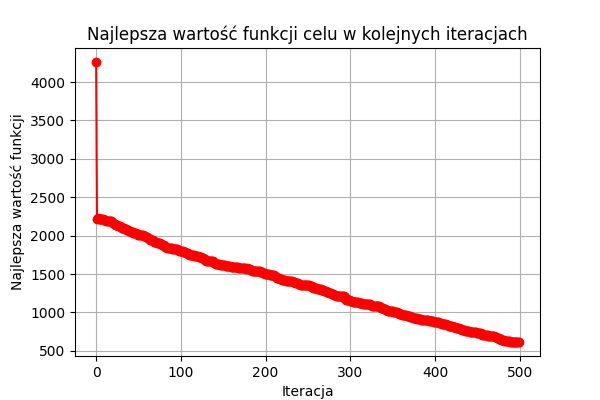 Najlepsza wartość funkcji celu w kolejnych iteracjach
Najlepsza wartość funkcji
4000
3500
3000
2500
2000
1500
1000
500
0 100 200 300 400 500
Iteracja